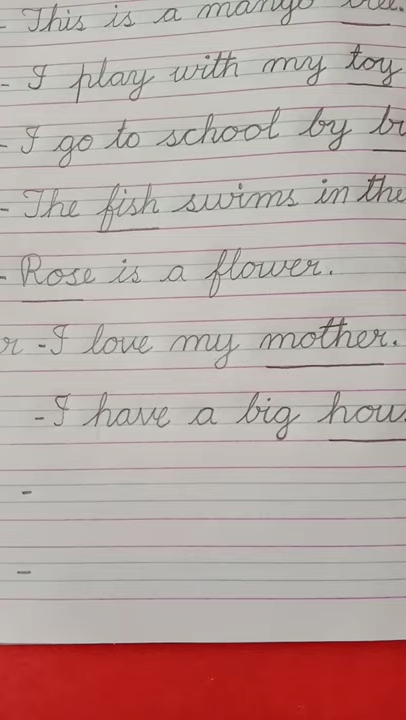 - This is a mango tree.
- I play with my toy
- I go to school by
- The fish swims in the
- Rose is a flower.
r - I love my mother.
- I have a big
-
-